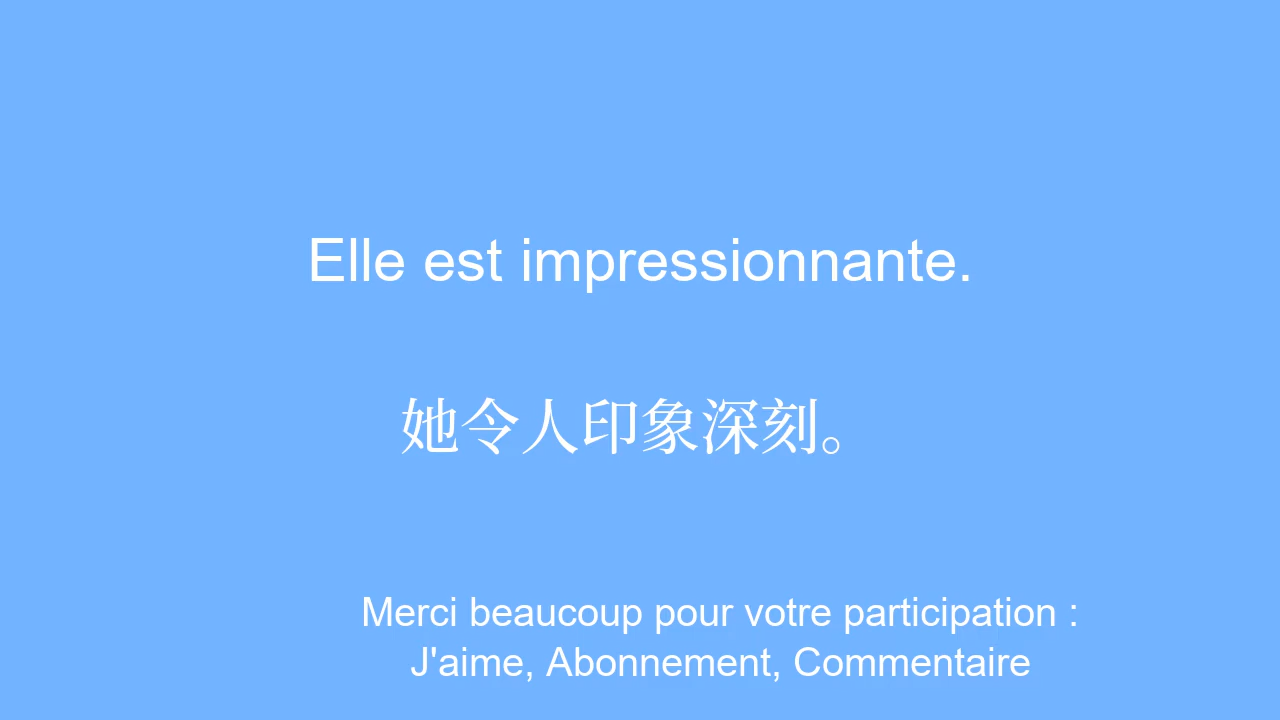 Elle est impressionnante.
她令人印象深刻。
Merci beaucoup pour votre participation :
J'aime, Abonnement, Commentaire